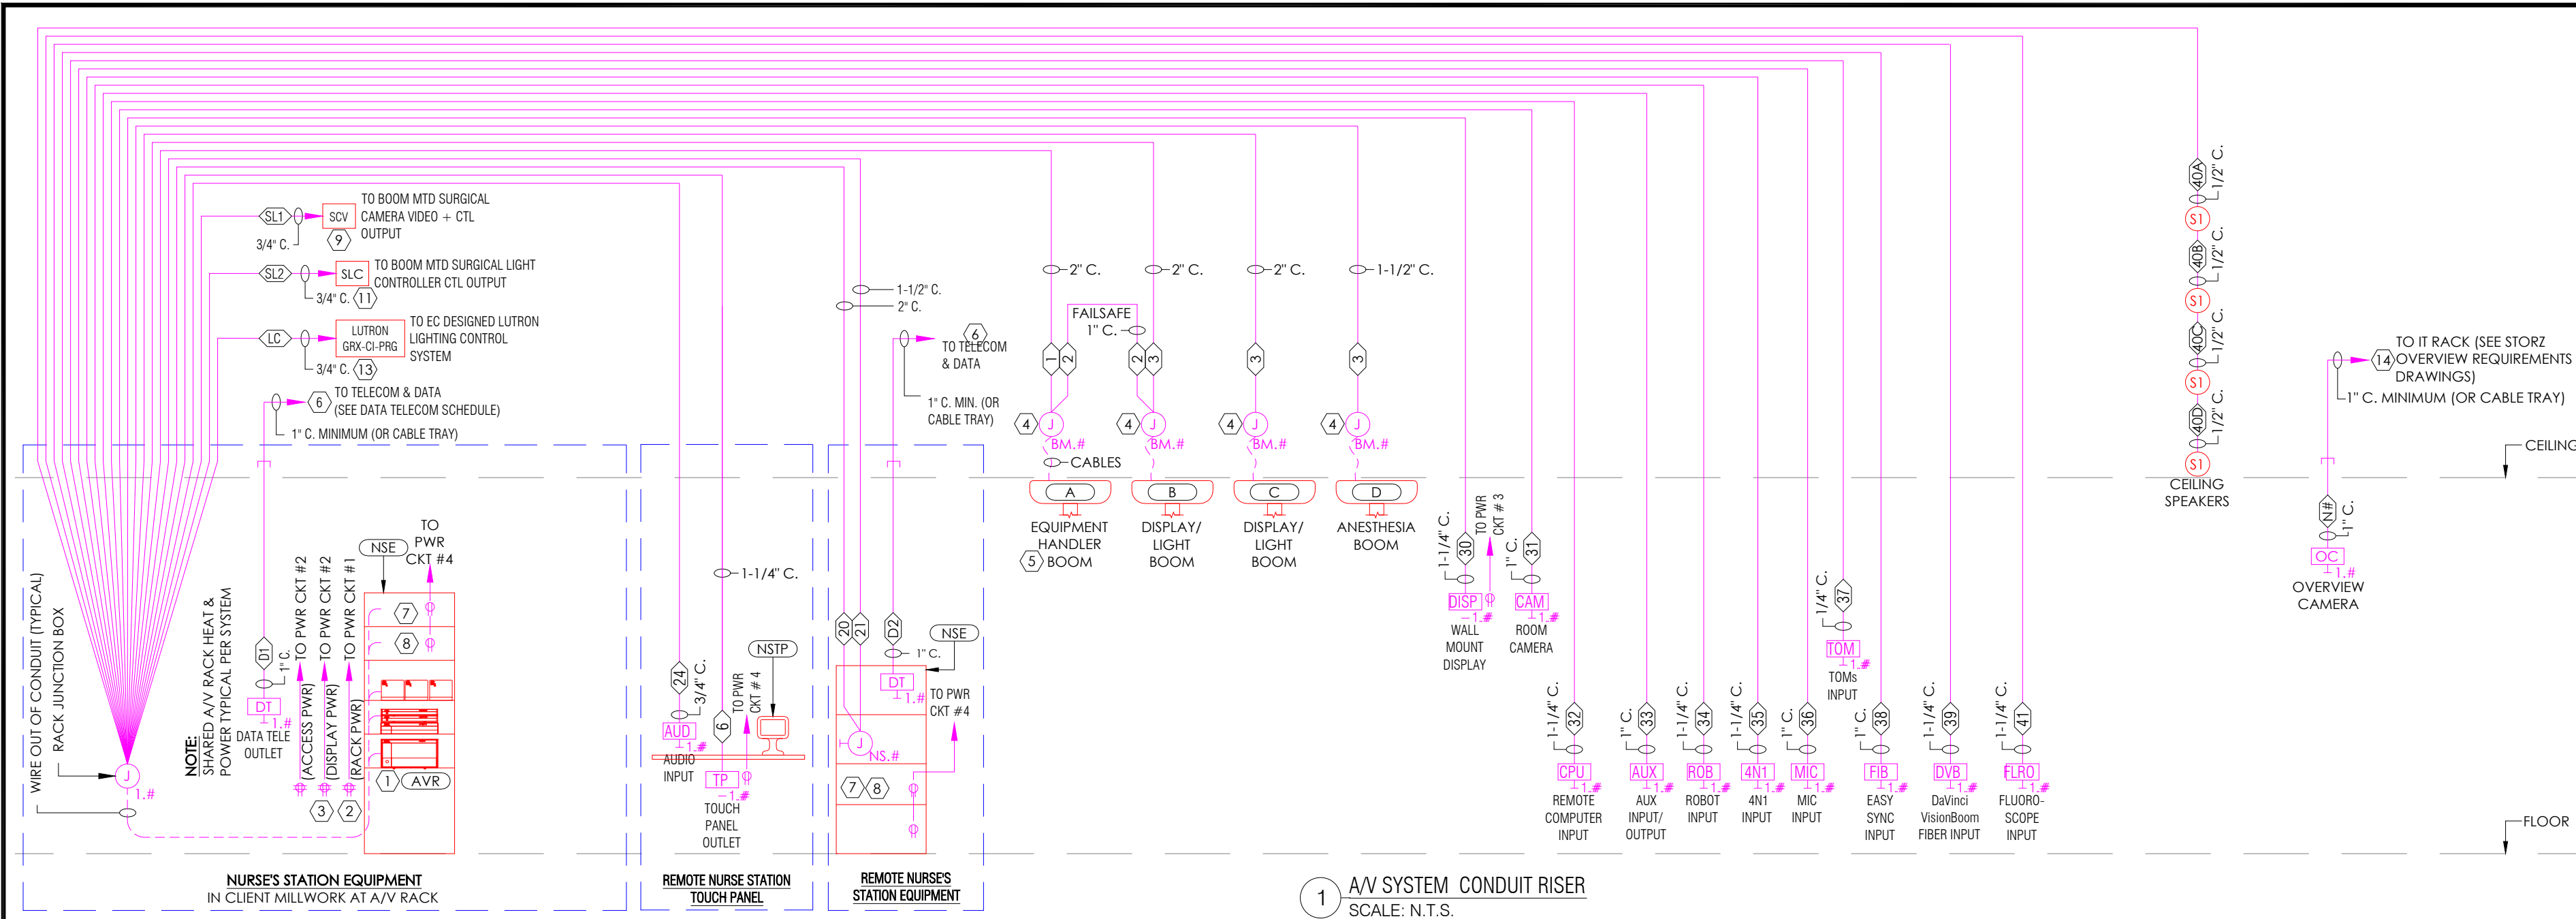 SL1
3/4" C.
SCV
9
TO BOOM MTD SURGICAL
CAMERA VIDEO + CTL
OUTPUT
SL2
3/4" C.
11
SLC
TO BOOM MTD SURGICAL LIGHT
CONTROLLER CTL OUTPUT
LC
3/4" C.
13
LUTRON
GRX-CI-PRG
TO EC DESIGNED LUTRON
LIGHTING CONTROL
SYSTEM
6
TO TELECOM & DATA
(SEE DATA TELECOM SCHEDULE)
1" C. MINIMUM (OR CABLE TRAY)
WIRE OUT OF CONDUIT (TYPICAL)
RACK JUNCTION BOX
J
1.#
NOTE:
SHARED A/V RACK HEAT &
POWER TYPICAL PER SYSTEM
D1
1" C.
DT
1.#
DATA TELE
OUTLET
TO PWR CKT #2
(ACCESS PWR)
TO PWR CKT #2
(DISPLAY PWR)
TO PWR CKT #1
(RACK PWR)
3
2
NSE
TO
PWR
CKT #4
7
8
1
AVR
NURSE'S STATION EQUIPMENT
IN CLIENT MILLWORK AT A/V RACK
24
3/4" C.
AUD
1.#
AUDIO
INPUT
1-1/4" C.
6
TP
1.#
TOUCH
PANEL
OUTLET
TO PWR
CKT # 4
NSTP
REMOTE NURSE STATION
TOUCH PANEL
1-1/2" C.
2" C.
6
TO TELECOM
& DATA
1" C. MIN. (OR
CABLE TRAY)
20
21
D2
1" C.
NSE
DT
1.#
TO PWR
CKT #4
J
NS.#
7
8
REMOTE NURSE'S
STATION EQUIPMENT
2" C.
2" C.
2" C.
1-1/2" C.
FAILSAFE
1" C.
1
2
2
3
3
3
4
J
BM.#
4
J
BM.#
4
J
BM.#
4
J
BM.#
CABLES
A
EQUIPMENT
HANDLER
5
BOOM
B
DISPLAY/
LIGHT
BOOM
C
DISPLAY/
LIGHT
BOOM
D
ANESTHESIA
BOOM
1-1/4" C.
30
DISP
1.#
WALL
MOUNT
DISPLAY
TO PWR
CKT # 3
1" C.
31
CAM
1.#
ROOM
CAMERA
1-1/4" C.
32
CPU
1.#
REMOTE
COMPUTER
INPUT
1" C.
33
AUX
1.#
AUX
INPUT/
OUTPUT
1-1/4" C.
34
ROB
1.#
ROBOT
INPUT
1-1/4" C.
35
4N1
1.#
4N1
INPUT
1" C.
36
MIC
1.#
MIC
INPUT
1/4" C.
37
TOM
1.#
TOMs
INPUT
1" C.
38
FIB
1.#
EASY
SYNC
INPUT
1-1/4" C.
39
DVB
1.#
DaVinci
VisionBoom
FIBER INPUT
1-1/4" C.
41
FLRO
1.#
FLUORO-
SCOPE
INPUT
40A
1/2" C.
S1
40B
1/2" C.
S1
40C
1/2" C.
S1
40D
1/2" C.
S1
CEILING
SPEAKERS
14
TO IT RACK (SEE STORZ
OVERVIEW REQUIREMENTS
DRAWINGS)
1" C. MINIMUM (OR CABLE TRAY)
N#
1" C.
OC
1.#
OVERVIEW
CAMERA
CEILING
FLOOR
1
A/V SYSTEM CONDUIT RISER
SCALE: N.T.S.